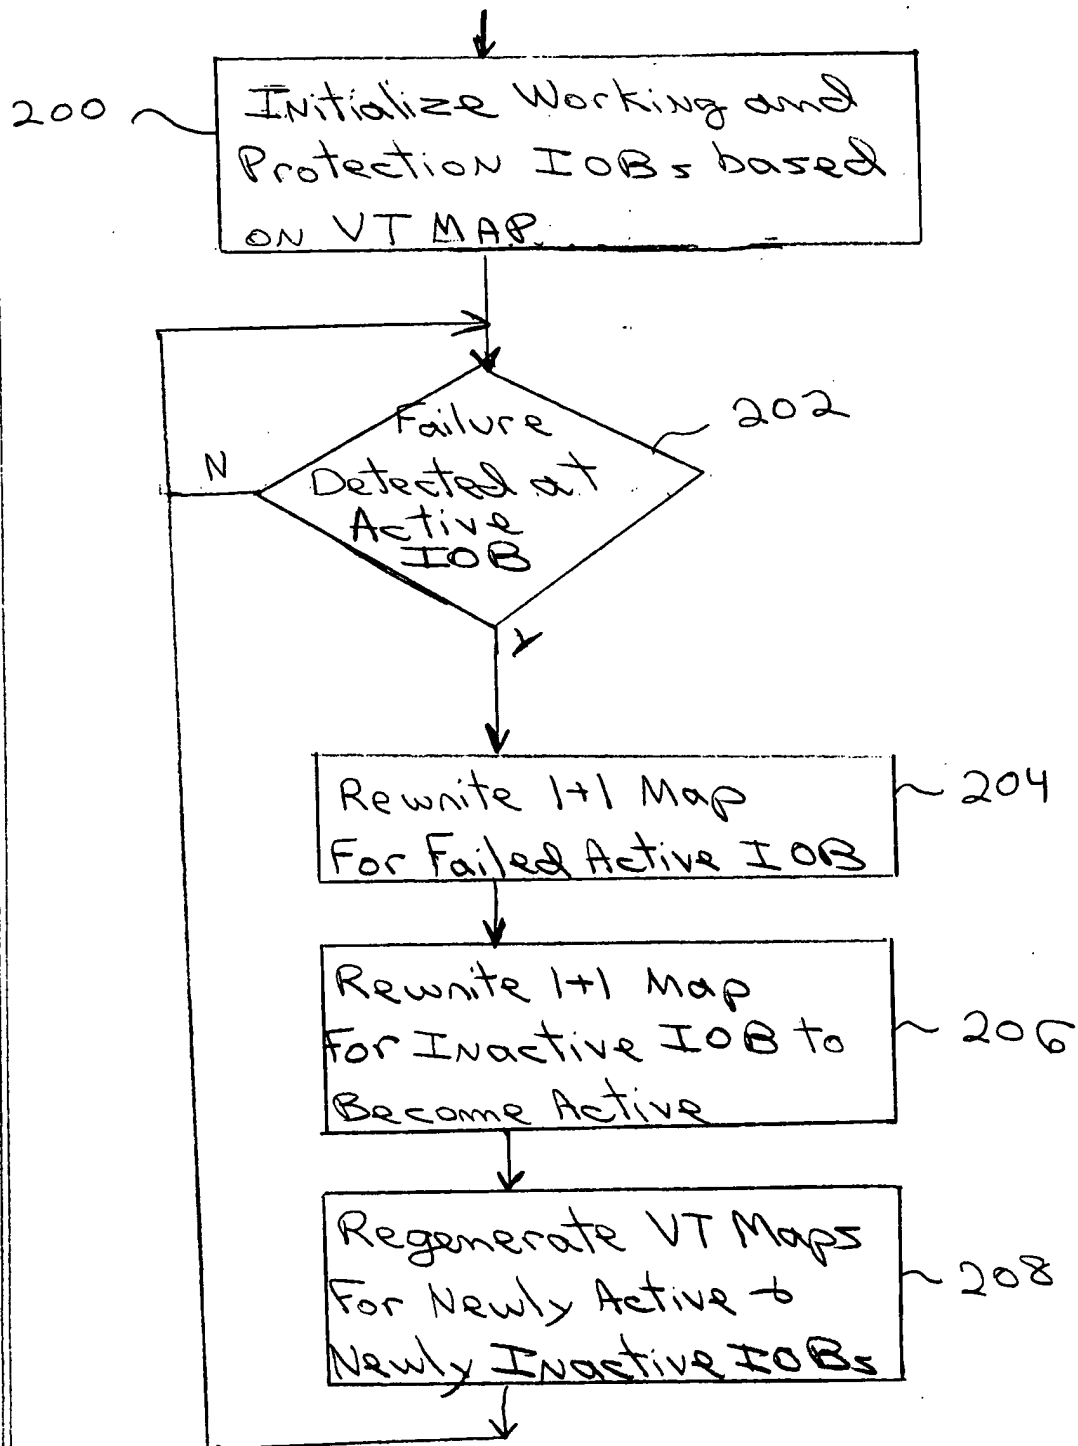 200
Initialize Working and
Protection IOBs based
on VT MAP.
202
Failure
Detected at
Active
IOB
N
Y
204
Rewrite 1+1 Map
For Failed Active IOB
206
Rewrite 1+1 Map
For Inactive IOB to
Become Active
208
Regenerate VT Maps
For Newly Active +
Newly Inactive IOBs